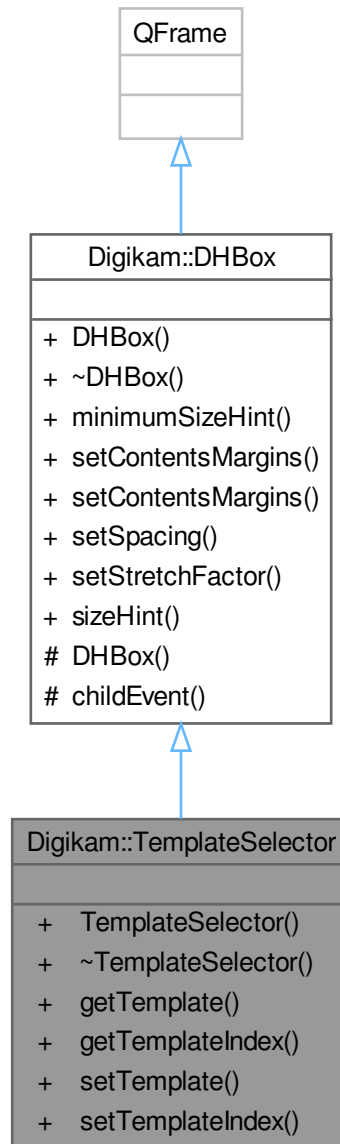 QFrame
Digikam::DHBox
+ DHBox()
+ ~DHBox()
+ minimumSizeHint()
+ setContentsMargins()
+ setContentsMargins()
+ setSpacing()
+ setStretchFactor()
+ sizeHint()
# DHBox()
# childEvent()
Digikam::TemplateSelector
+ TemplateSelector()
+ ~TemplateSelector()
+ getTemplate()
+ getTemplateIndex()
+ setTemplate()
+ setTemplateIndex()